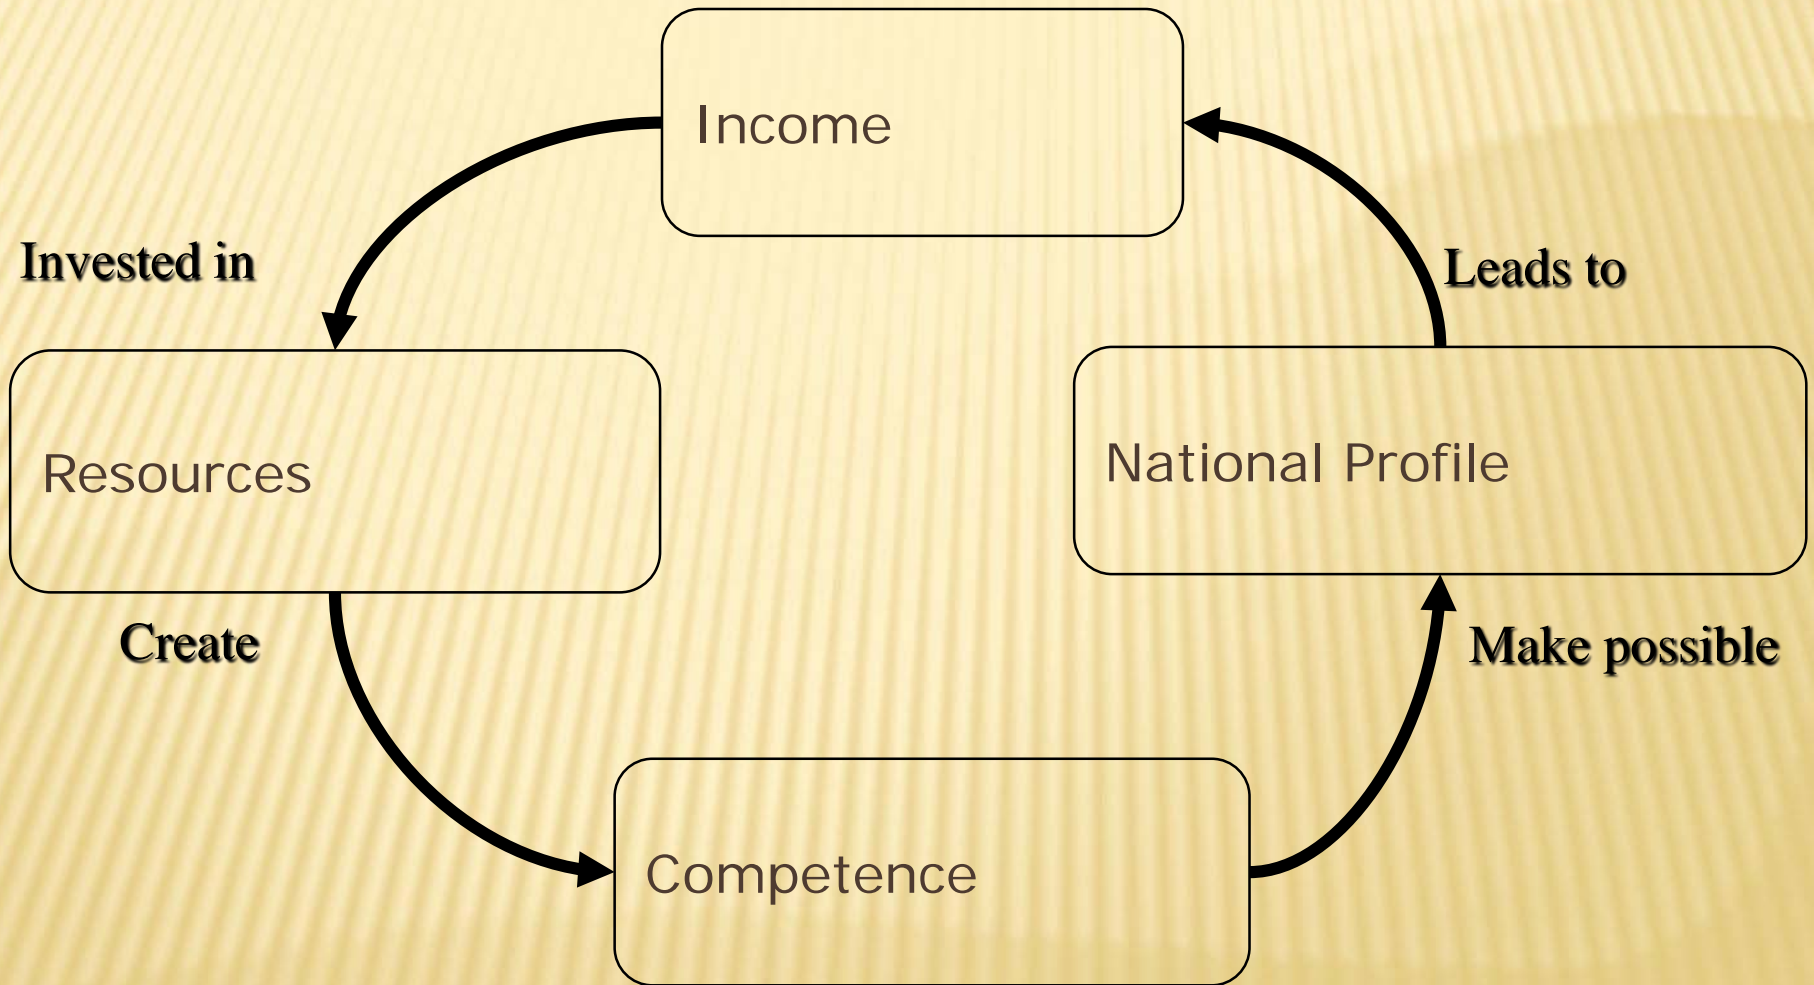 Income
Invested in
Leads to
Resources
National Profile
Create
Make possible
Competence